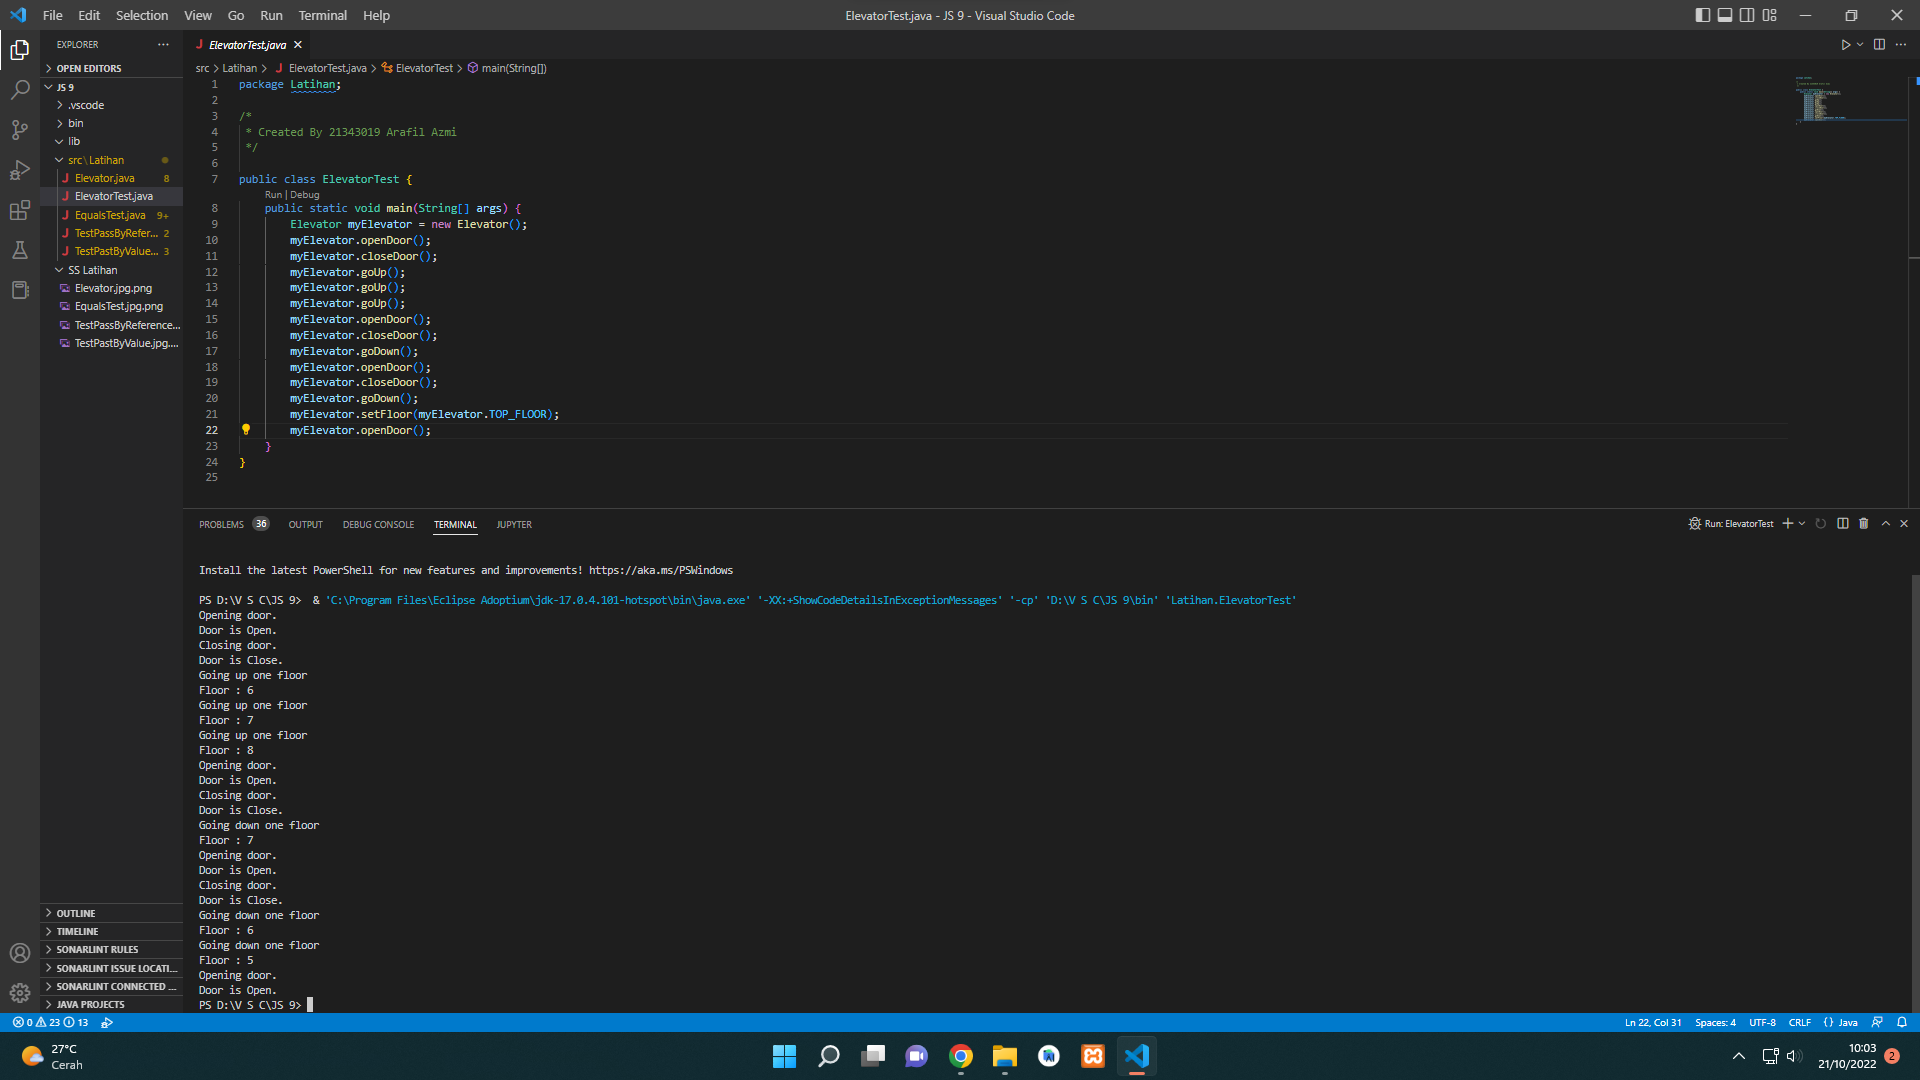 File Edit Selection View Go Run Terminal Help
ElevatorTest.java - JS 9 - Visual Studio Code
EXPLORER
OPEN EDITORS
JS 9
.vscode
bin
lib
src\Latihan
Elevator.java 8
ElevatorTest.java
EqualsTest.java 9+
TestPassByRefer... 2
TestPastByValue... 3
SS Latihan
Elevator.jpg.png
EqualsTest.jpg.png
TestPassByReference...
TestPastByValue.jpg....
OUTLINE
TIMELINE
SONARLINT RULES
SONARLINT ISSUE LOCATI...
SONARLINT CONNECTED ...
JAVA PROJECTS
J ElevatorTest.java
src > Latihan > J ElevatorTest.java > ElevatorTest > main(String[])
1 package Latihan;
2
3 /*
4 * Created By 21343019 Arafil Azmi
5 */
6
7 public class ElevatorTest {
Run | Debug
8 public static void main(String[] args) {
9 Elevator myElevator = new Elevator();
10 myElevator.openDoor();
11 myElevator.closeDoor();
12 myElevator.goUp();
13 myElevator.goUp();
14 myElevator.goUp();
15 myElevator.openDoor();
16 myElevator.closeDoor();
17 myElevator.goDown();
18 myElevator.openDoor();
19 myElevator.closeDoor();
20 myElevator.goDown();
21 myElevator.setFloor(myElevator.TOP_FLOOR);
22 myElevator.openDoor();
23 }
24 }
25
PROBLEMS 36 OUTPUT DEBUG CONSOLE TERMINAL JUPYTER
Run: ElevatorTest
Install the latest PowerShell for new features and improvements! https://aka.ms/PSWindows
PS D:\V S C\JS 9> & 'C:\Program Files\Eclipse Adoptium\jdk-17.0.4.101-hotspot\bin\java.exe' '-XX:+ShowCodeDetailsInExceptionMessages' '-cp' 'D:\V S C\JS 9\bin' 'Latihan.ElevatorTest'
Opening door.
Door is Open.
Closing door.
Door is Close.
Going up one floor
Floor : 6
Going up one floor
Floor : 7
Going up one floor
Floor : 8
Opening door.
Door is Open.
Closing door.
Door is Close.
Going down one floor
Floor : 7
Opening door.
Door is Open.
Closing door.
Door is Close.
Going down one floor
Floor : 6
Going down one floor
Floor : 5
Opening door.
Door is Open.
PS D:\V S C\JS 9>
0 23 13
Ln 22, Col 31 Spaces: 4 UTF-8 CRLF {} Java
27°C
Cerah
10:03
21/10/2022
2